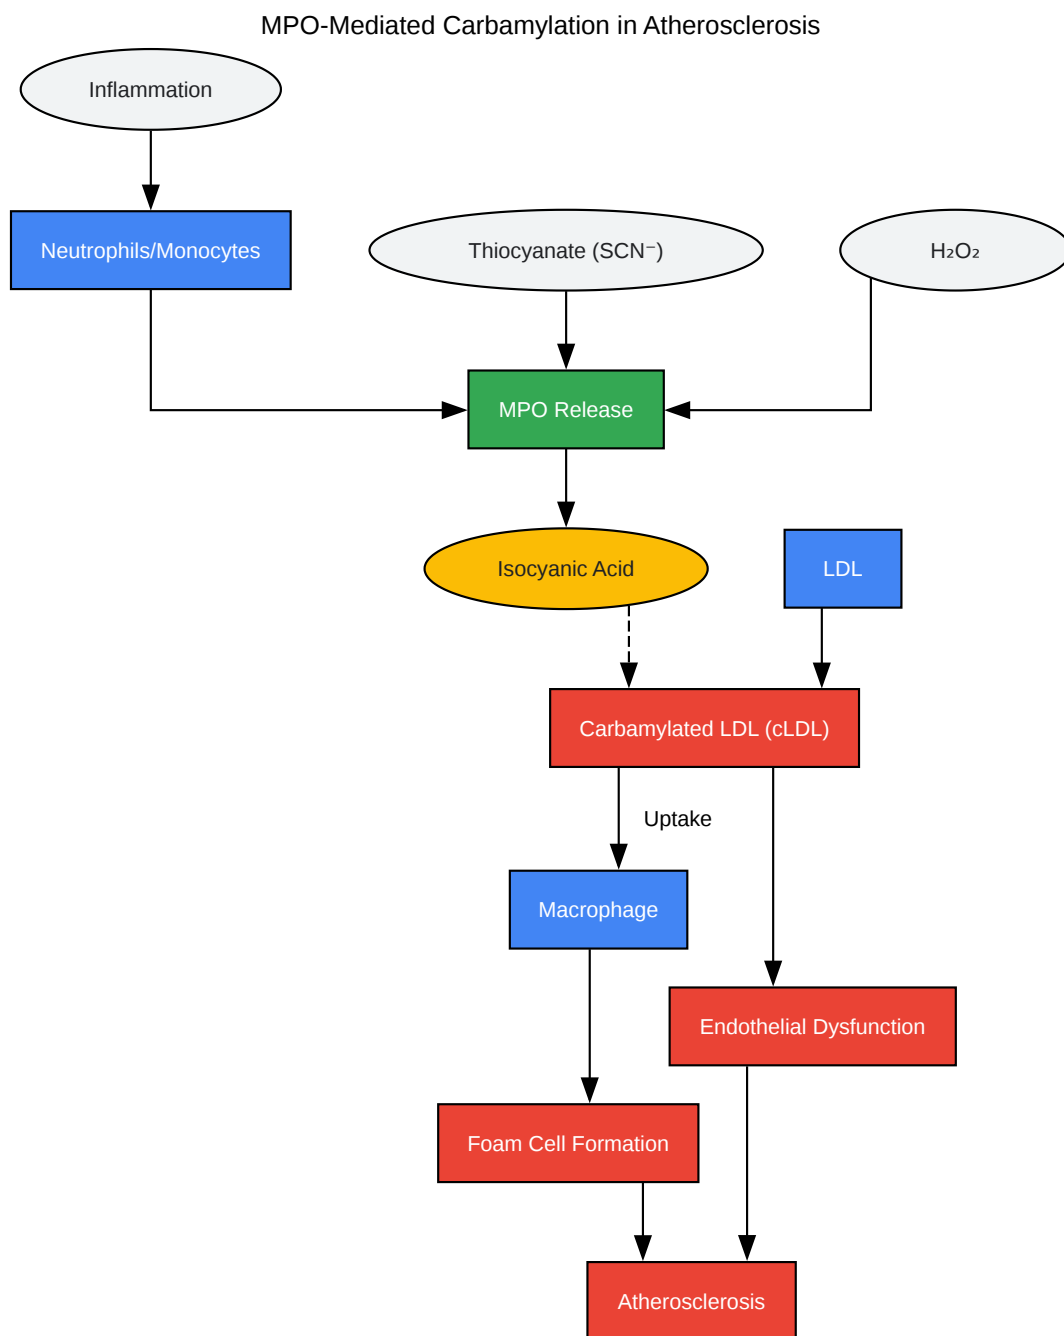 MPO-Mediated Carbamylation in Atherosclerosis
Inflammation
Neutrophils/Monocytes
Thiocyanate (SCN⁻)
H₂O₂
MPO Release
Isocyanic Acid
LDL
Carbamylated LDL (cLDL)
Uptake
Macrophage
Endothelial Dysfunction
Foam Cell Formation
Atherosclerosis